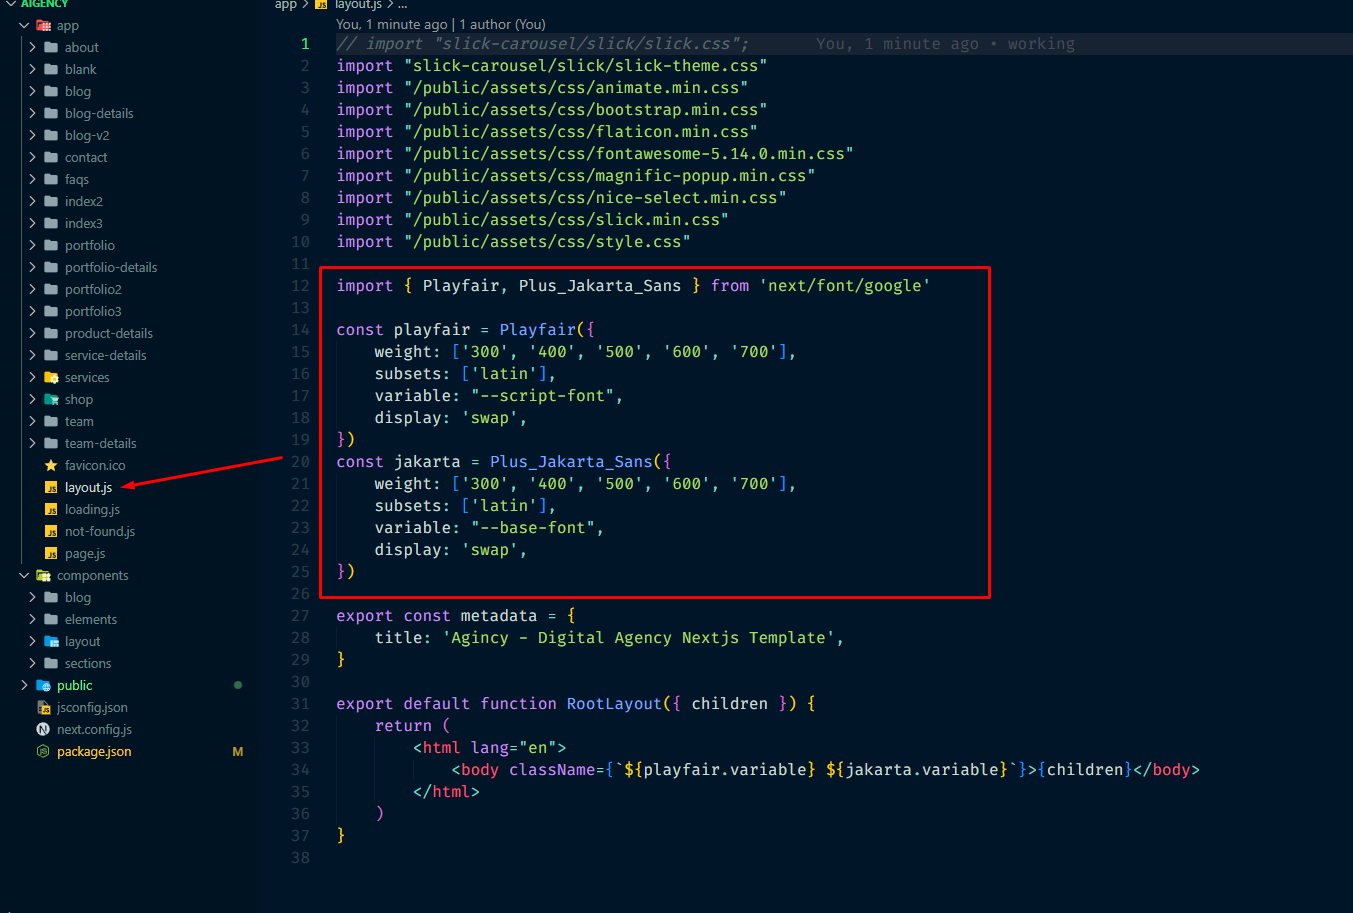 AIGENCY
app
about
blank
blog
blog-details
blog-v2
contact
faqs
index2
index3
portfolio
portfolio-details
portfolio2
portfolio3
product-details
service-details
services
shop
team
team-details
favicon.ico
layout.js
loading.js
not-found.js
page.js
components
blog
elements
layout
sections
public
jsconfig.json
next.config.js
package.json M
app > layout.js > ...
You, 1 minute ago | 1 author (You)
1 // import "slick-carousel/slick/slick.css"; You, 1 minute ago • working
2 import "slick-carousel/slick/slick-theme.css"
3 import "/public/assets/css/animate.min.css"
4 import "/public/assets/css/bootstrap.min.css"
5 import "/public/assets/css/flaticon.min.css"
6 import "/public/assets/css/fontawesome-5.14.0.min.css"
7 import "/public/assets/css/magnific-popup.min.css"
8 import "/public/assets/css/nice-select.min.css"
9 import "/public/assets/css/slick.min.css"
10 import "/public/assets/css/style.css"
11
12 import { Playfair, Plus_Jakarta_Sans } from 'next/font/google'
13
14 const playfair = Playfair({
15 weight: ['300', '400', '500', '600', '700'],
16 subsets: ['latin'],
17 variable: "--script-font",
18 display: 'swap',
19 })
20 const jakarta = Plus_Jakarta_Sans({
21 weight: ['300', '400', '500', '600', '700'],
22 subsets: ['latin'],
23 variable: "--base-font",
24 display: 'swap',
25 })
26
27 export const metadata = {
28 title: 'Agincy - Digital Agency Nextjs Template',
29 }
30
31 export default function RootLayout({ children }) {
32 return (
33 <html lang="en">
34 <body className={`${playfair.variable} ${jakarta.variable}`}>{children}</body>
35 </html>
36 )
37 }
38